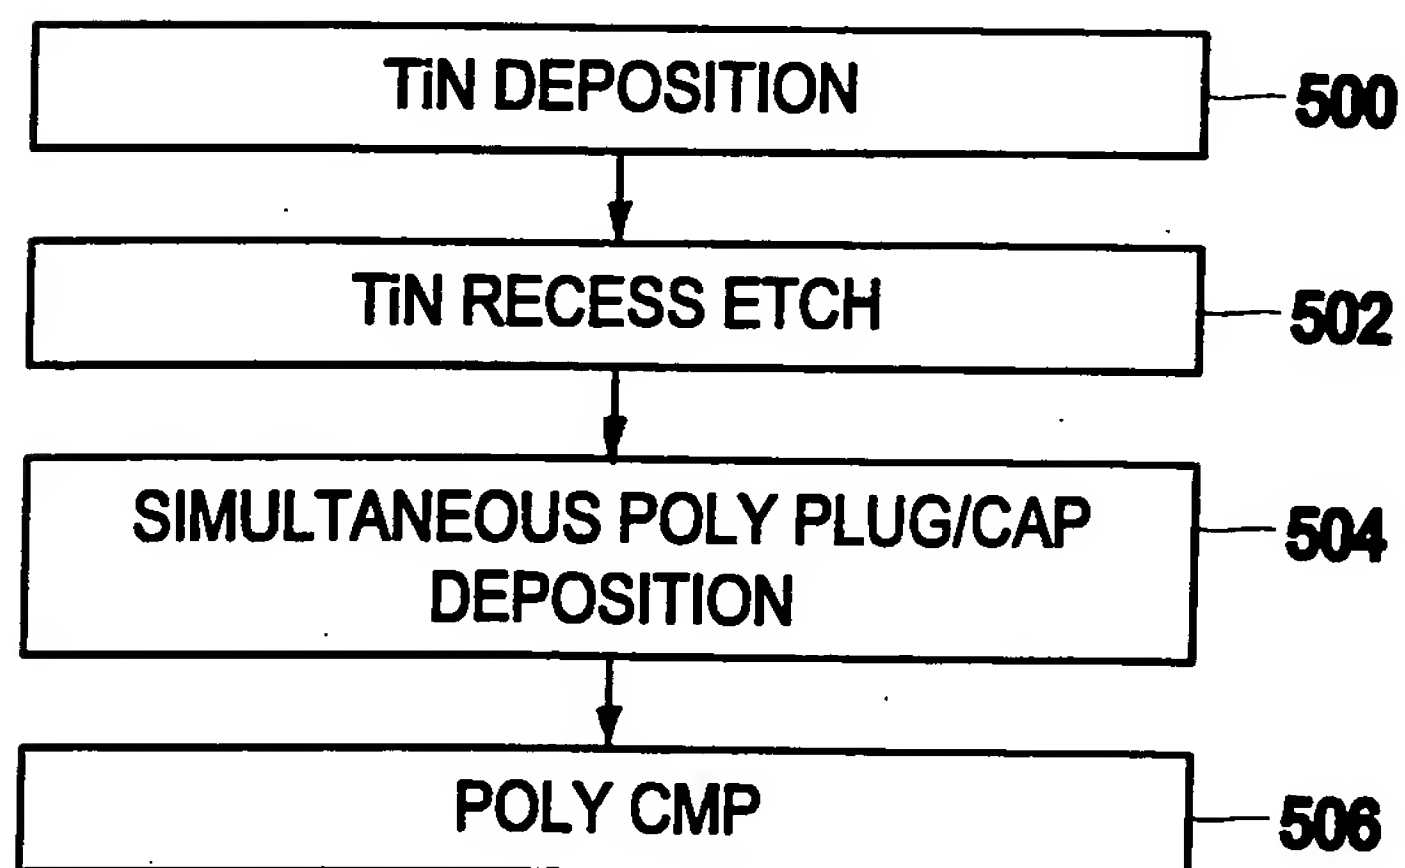 TiN DEPOSITION
500
TiN RECESS ETCH
502
SIMULTANEOUS POLY PLUG/CAP
DEPOSITION
504
POLY CMP
506